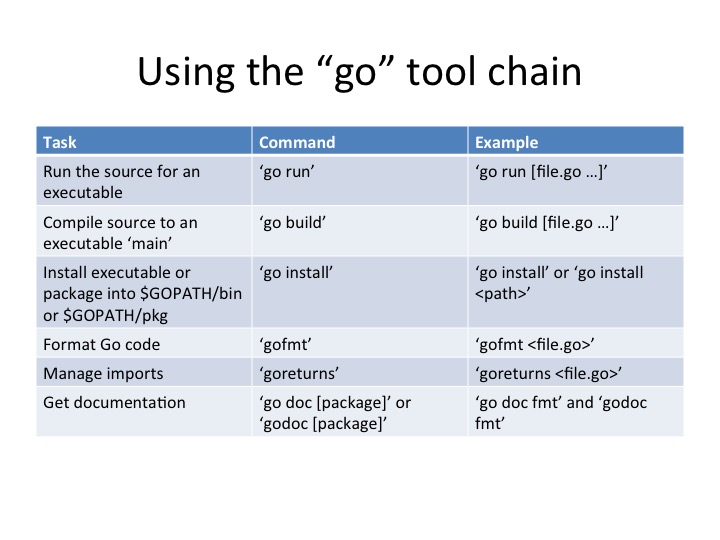 Using the “go” tool chain
Task Command Example
Run the source for an ‘go run’ ‘go run [file.go …]’
executable
Compile source to an ‘go build’ ‘go build [file.go …]’
executable ‘main’
Install executable or ‘go install’ ‘go install’ or ‘go install
package into $GOPATH/bin <path>’
or $GOPATH/pkg
Format Go code ‘gofmt’ ‘gofmt <file.go>’
Manage imports ‘goreturns’ ‘goreturns <file.go>’
Get documentation ‘go doc [package]’ or ‘go doc fmt’ and ‘godoc
‘godoc [package]’ fmt’